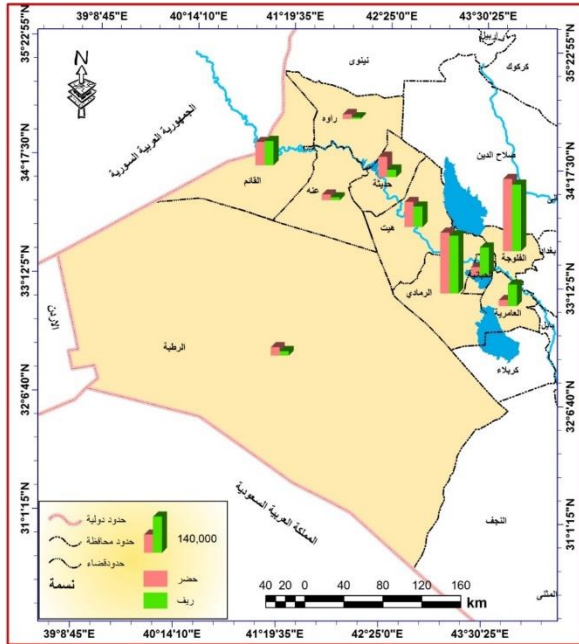 39°8'45"E 40°14'10"E 41°19'35"E 42°25'0"E 43°30'25"E
35°22'55"N
34°17'30"N
33°12'5"N
32°6'40"N
31°1'15"N
35°22'55"N
34°17'30"N
33°12'5"N
32°6'40"N
31°1'15"N
N
اربيل
نينوى
كركوك
الجمهورية العربية السورية
راوه
صلاح الدين
القائم
حديثة
عنه
هيت
الفلوجة
بغداد
الرمادي
العامرية
بابل
الاردن
الرطبة
كربلاء
النجف
المملكة العربية السعودية
المثنى
حدود دولية
حدود محافظة
حدودقضاء
نسمة
140,000
حضر
ريف
40 20 0 40 80 120 160
km
39°8'45"E 40°14'10"E 41°19'35"E 42°25'0"E 43°30'25"E